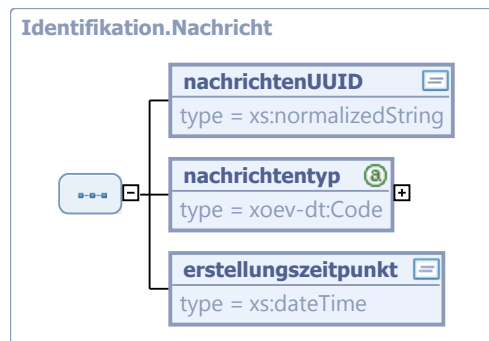 Identifikation.Nachricht
nachrichtenUUID
type = xs:normalizedString
nachrichtentyp
type = xoev-dt:Code
erstellungszeitpunkt
type = xs:dateTime